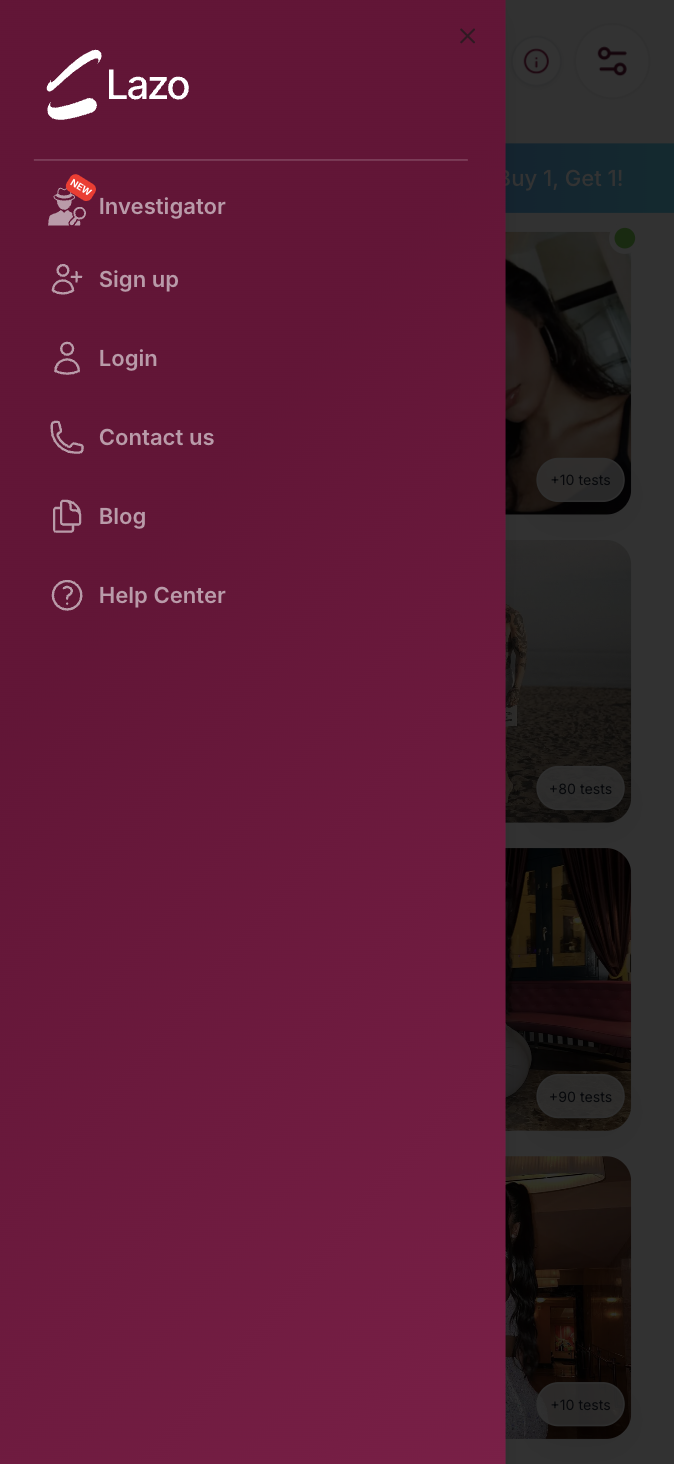 Lazo
NEW
Investigator
Sign up
Login
Contact us
Blog
Help Center
Buy 1, Get 1!
+10 tests
+80 tests
+90 tests
+10 tests